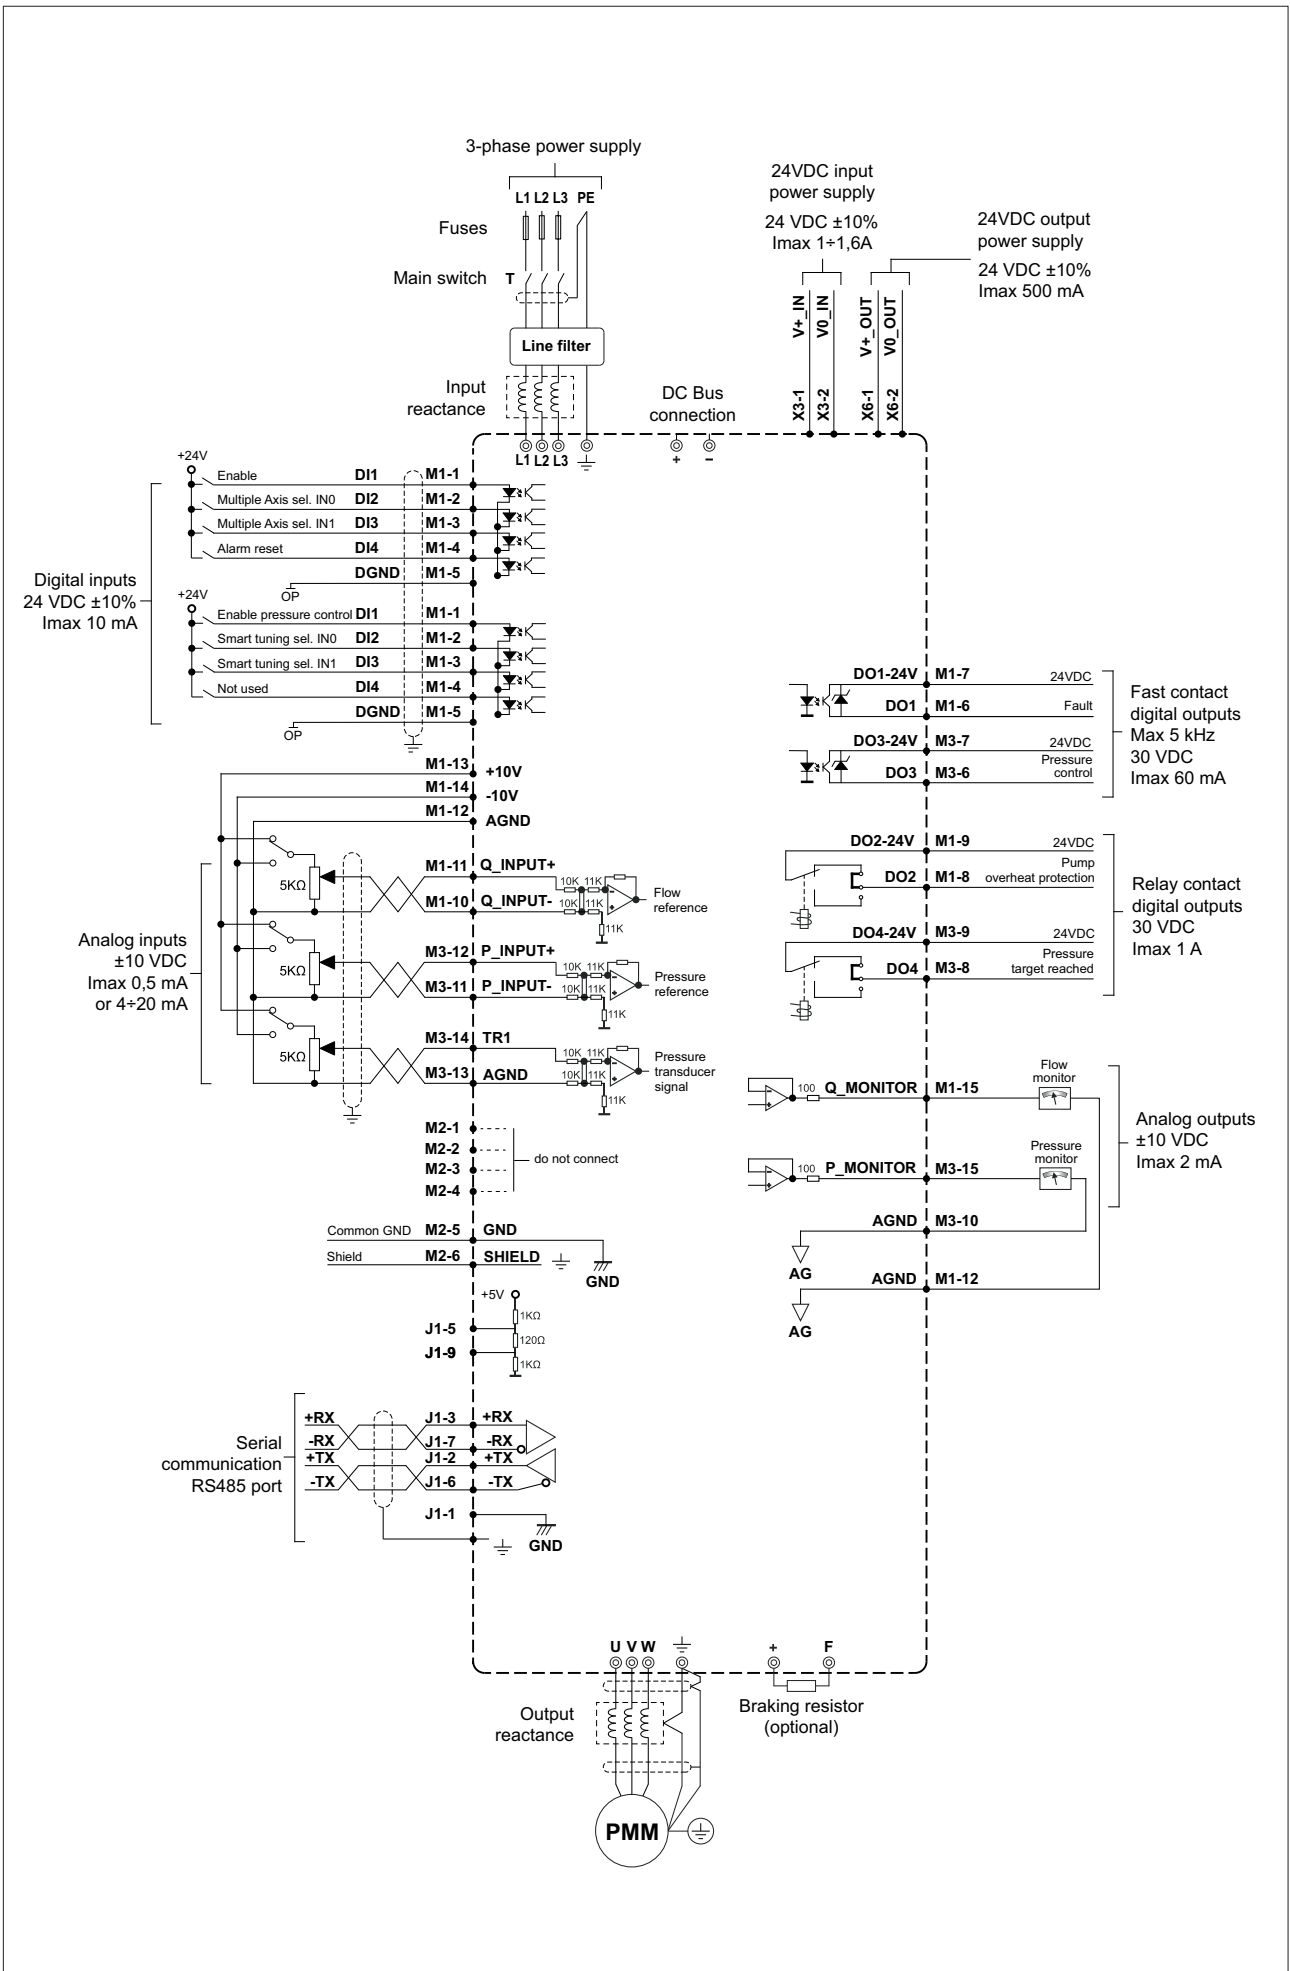 3-phase power supply
L1 L2 L3 PE
Fuses
Main switch
T
Line filter
Input
reactance
L1 L2 L3
DC Bus
connection
+ –
24VDC input
power supply
24 VDC ±10%
Imax 1÷1,6A
24VDC output
power supply
24 VDC ±10%
Imax 500 mA
V+_IN
V0_IN
V+_OUT
V0_OUT
X3-1
X3-2
X6-1
X6-2
Digital inputs
24 VDC ±10%
Imax 10 mA
+24V
Enable DI1 M1-1
Multiple Axis sel. IN0 DI2 M1-2
Multiple Axis sel. IN1 DI3 M1-3
Alarm reset DI4 M1-4
DGND M1-5
OP
+24V
Enable pressure control DI1 M1-1
Smart tuning sel. IN0 DI2 M1-2
Smart tuning sel. IN1 DI3 M1-3
Not used DI4 M1-4
DGND M1-5
OP
M1-13 +10V
M1-14 -10V
M1-12 AGND
Analog inputs
±10 VDC
Imax 0,5 mA
or 4÷20 mA
5KΩ
M1-11 Q_INPUT+
M1-10 Q_INPUT-
10K 11K
10K 11K
11K
Flow
reference
5KΩ
M3-12 P_INPUT+
M3-11 P_INPUT-
10K 11K
10K 11K
11K
Pressure
reference
5KΩ
M3-14 TR1
M3-13 AGND
10K 11K
10K 11K
11K
Pressure
transducer
signal
M2-1
M2-2
M2-3
M2-4
do not connect
Common GND M2-5 GND
Shield M2-6 SHIELD
GND
+5V
1KΩ
J1-5
120Ω
J1-9
1KΩ
Serial
communication
RS485 port
+RX J1-3 +RX
-RX J1-7 -RX
+TX J1-2 +TX
-TX J1-6 -TX
J1-1
GND
DO1-24V M1-7 24VDC
DO1 M1-6 Fault
DO3-24V M3-7 24VDC
DO3 M3-6 Pressure
control
Fast contact
digital outputs
Max 5 kHz
30 VDC
Imax 60 mA
DO2-24V M1-9 24VDC
DO2 M1-8 Pump
overheat protection
DO4-24V M3-9 24VDC
DO4 M3-8 Pressure
target reached
Relay contact
digital outputs
30 VDC
Imax 1 A
100 Q_MONITOR M1-15
Flow
monitor
100 P_MONITOR M3-15
Pressure
monitor
Analog outputs
±10 VDC
Imax 2 mA
AGND M3-10
AG
AGND M1-12
AG
U V W
+ F
Output
reactance
Braking resistor
(optional)
PMM